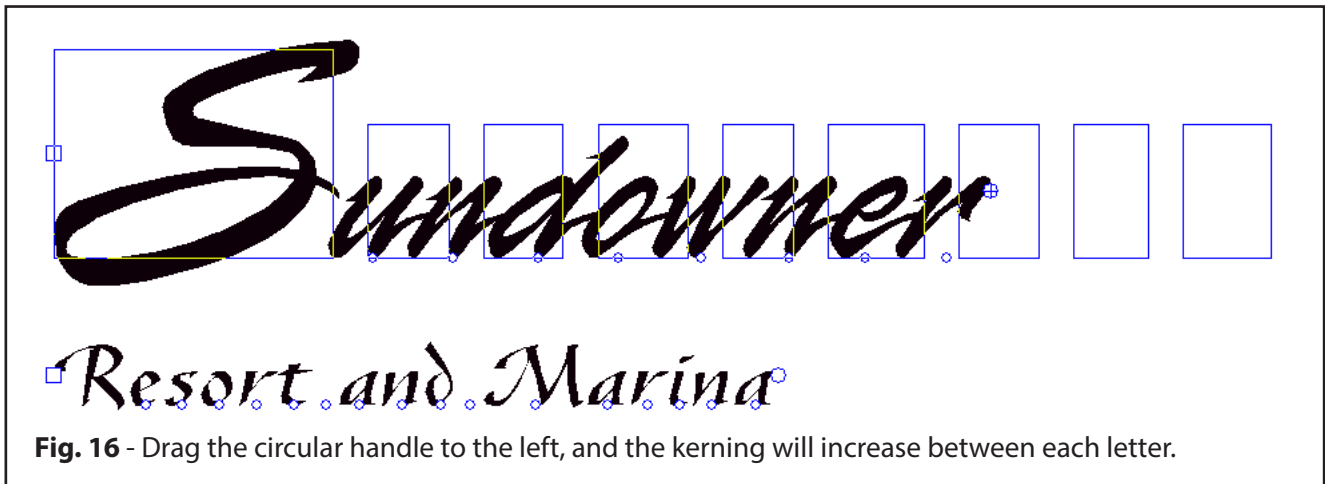 Sundowner
Resort and Marina
Fig. 16 - Drag the circular handle to the left, and the kerning will increase between each letter.